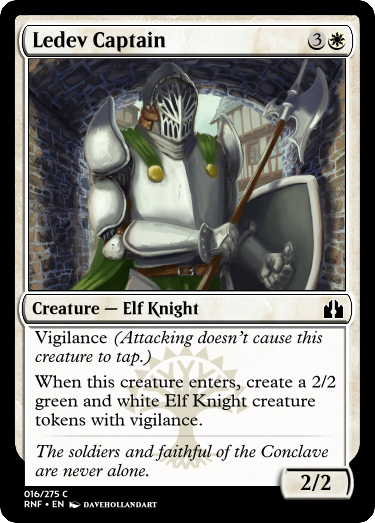 Ledev Captain 3
Creature — Elf Knight
Vigilance (Attacking doesn't cause this
creature to tap.)
When this creature enters, create a 2/2
green and white Elf Knight creature
tokens with vigilance.
The soldiers and faithful of the Conclave
are never alone.
2/2
016/275 C
RNF • EN DAVEHOLLANDART